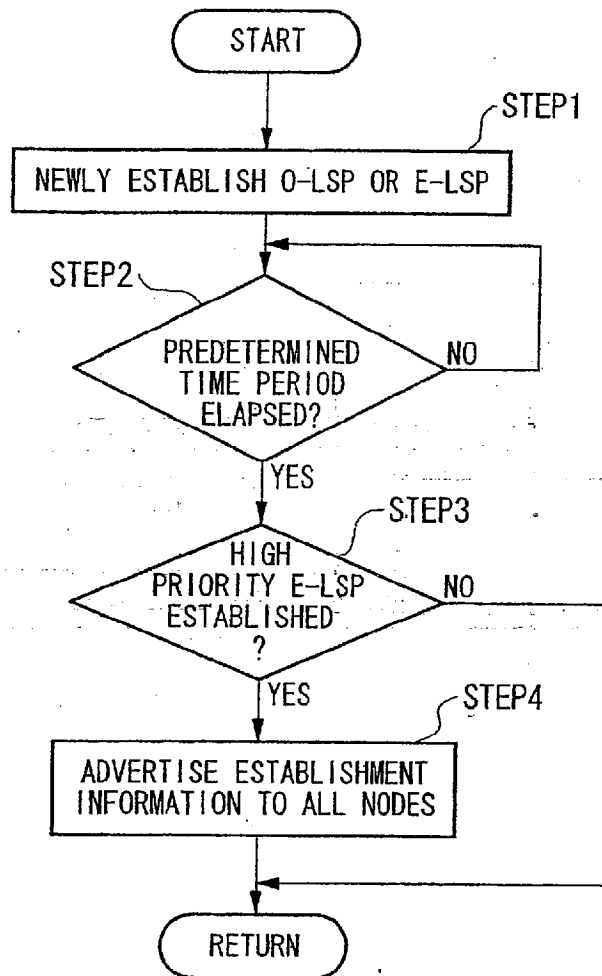 START
STEP1
NEWLY ESTABLISH O-LSP OR E-LSP
STEP2
PREDETERMINED
TIME PERIOD
ELAPSED?
NO
YES
STEP3
HIGH
PRIORITY E-LSP
ESTABLISHED
?
NO
YES
STEP4
ADVERTISE ESTABLISHMENT
INFORMATION TO ALL NODES
RETURN